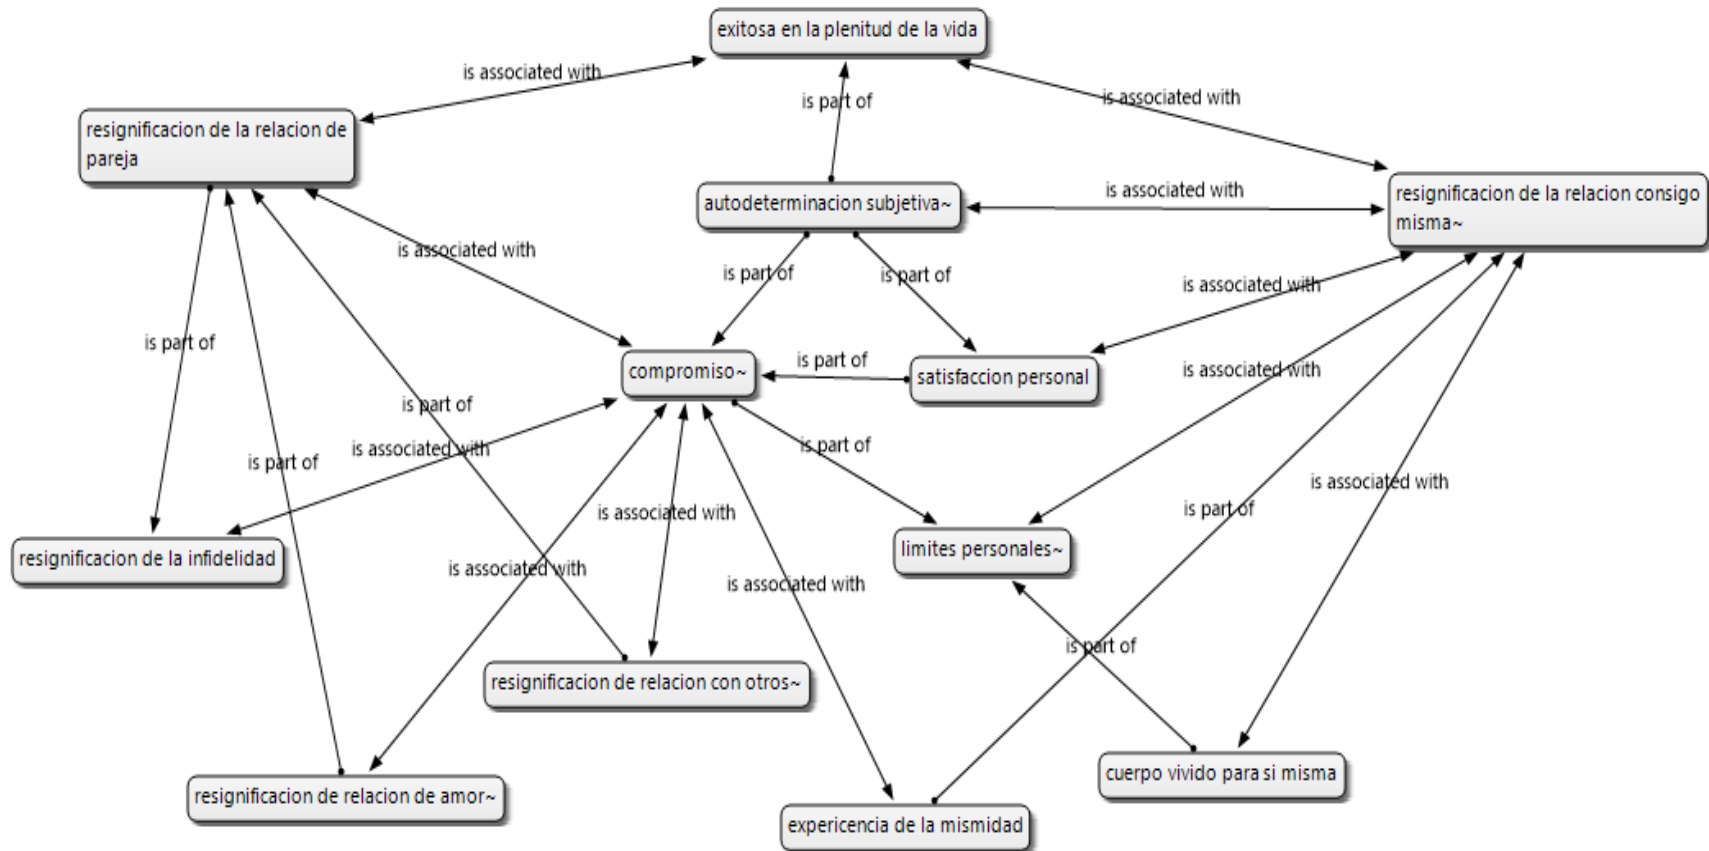 exitosa en la plenitud de la vida
is associated with
is part of
is associated with
resignificacion de la relacion de
pareja
autodeterminacion subjetiva~
is associated with
resignificacion de la relacion consigo
misma~
is associated with
is part of
is part of
is associated with
is part of
compromiso~
is part of
satisfaccion personal
is associated with
is part of
is associated with
is part of
is part of
is associated with
is associated with
is part of
resignificacion de la infidelidad
limites personales~
is associated with
is associated with
is part of
resignificacion de relacion con otros~
cuerpo vivido para si misma
resignificacion de relacion de amor~
expericencia de la mismidad